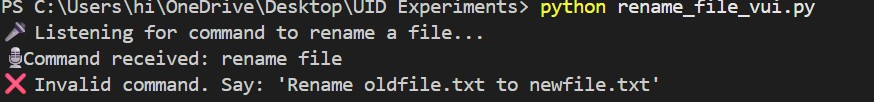 PS C:\Users\hi\OneDrive\Desktop\UID Experiments> python rename_file_vui.py
🎤 Listening for command to rename a file...
🎙️Command received: rename file
❌ Invalid command. Say: 'Rename oldfile.txt to newfile.txt'